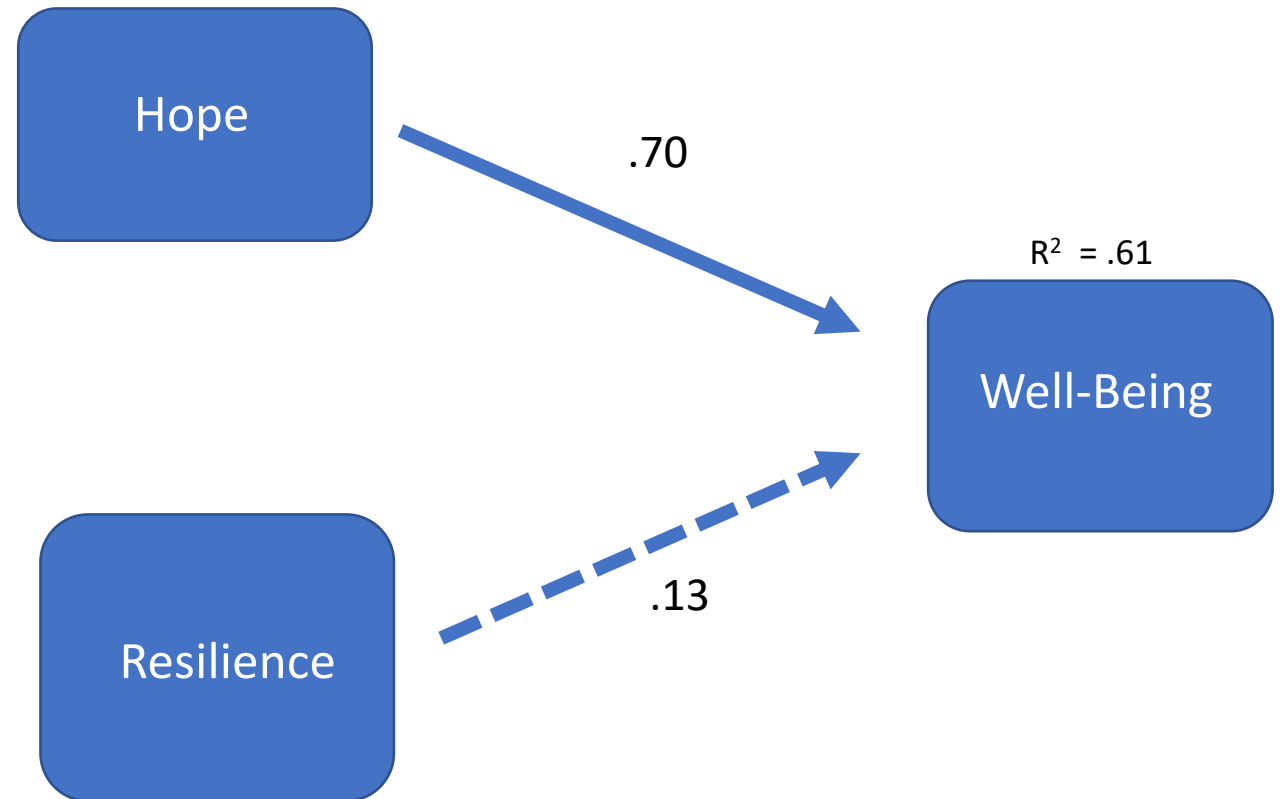 Hope
.70
R² = .61
Well-Being
.13
Resilience